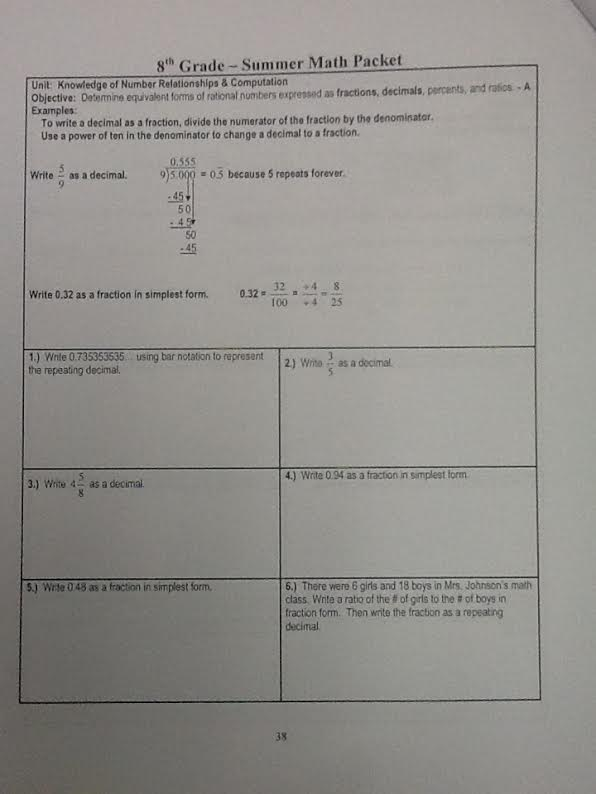 8th Grade – Summer Math Packet
Unit: Knowledge of Number Relationships & Computation
Objective: Determine equivalent forms of rational numbers expressed as fractions, decimals, percents, and ratios. - A
Examples:
To write a decimal as a fraction, divide the numerator of the fraction by the denominator.
Use a power of ten in the denominator to change a decimal to a fraction.
0.555
Write 5/9 as a decimal. 9)5.000 = 0.5̅ because 5 repeats forever.
-45
50
-45
50
-45
Write 0.32 as a fraction in simplest form. 0.32 = 32/100 = ÷4/÷4 = 8/25
1.) Write 0.735353535... using bar notation to represent
the repeating decimal.
2.) Write 3/5 as a decimal.
3.) Write 4 5/8 as a decimal.
4.) Write 0.94 as a fraction in simplest form.
5.) Write 0.48 as a fraction in simplest form.
6.) There were 6 girls and 18 boys in Mrs. Johnson's math
class. Write a ratio of the # of girls to the # of boys in
fraction form. Then write the fraction as a repeating
decimal.
38